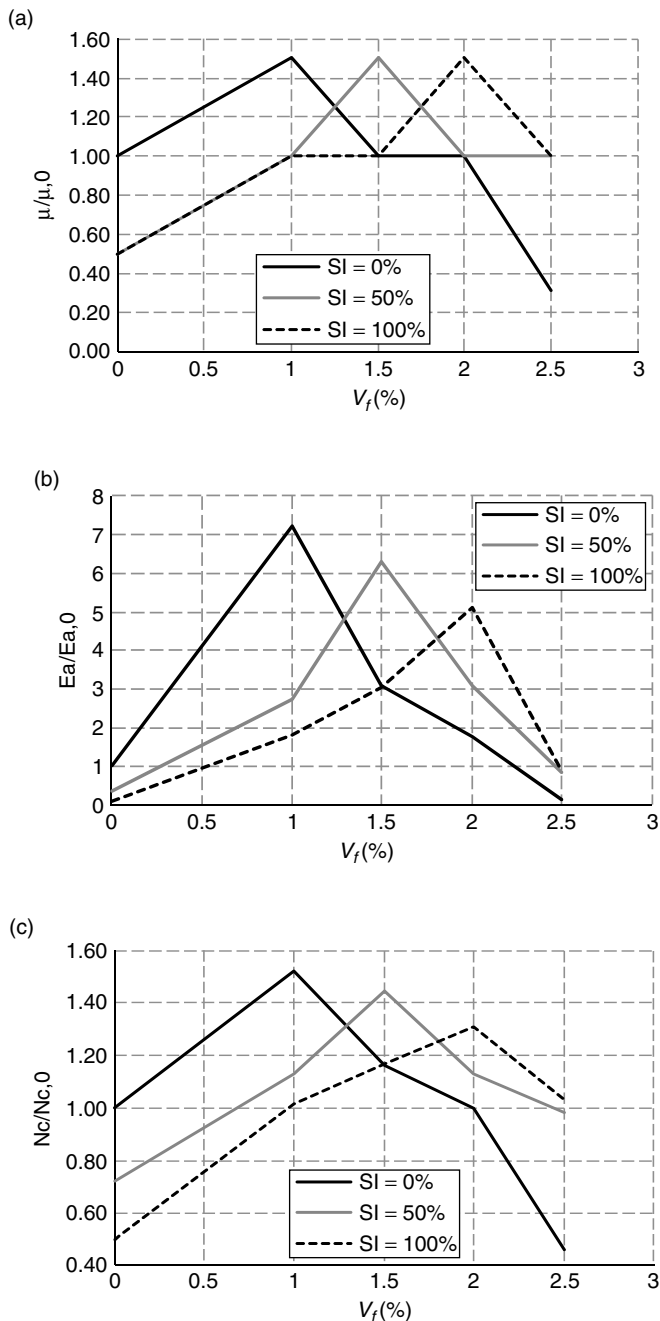 (a)
1.60
1.40
1.20
1.00
0.80
0.60
0.40
0.20
0.00
μ/μ,0
SI = 0%
SI = 50%
SI = 100%
0 0.5 1 1.5 2 2.5 3
Vf(%)
(b)
8
7
6
5
4
3
2
1
0
Ea/Ea,0
SI = 0%
SI = 50%
SI = 100%
0 0.5 1 1.5 2 2.5 3
Vf(%)
(c)
1.60
1.40
1.20
1.00
0.80
0.60
0.40
Nc/Nc,0
SI = 0%
SI = 50%
SI = 100%
0 0.5 1 1.5 2 2.5 3
Vf(%)